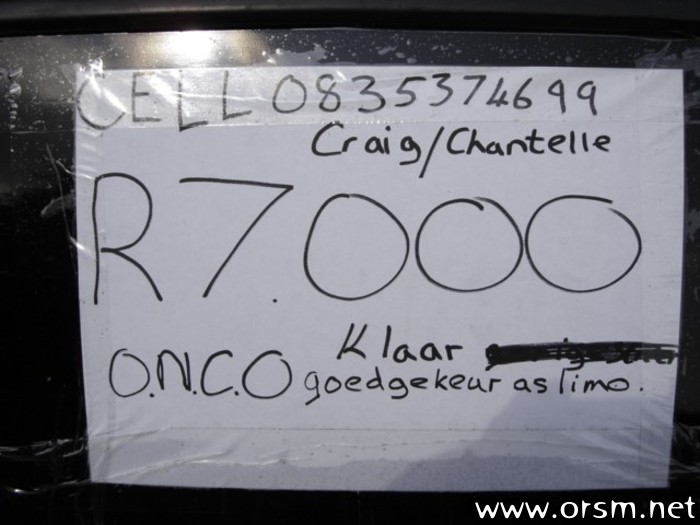 CELL 0835374699
Craig/Chantelle
R7.000
Klaar
O.N.C.O goedgekeur as limo.
www.orsm.net